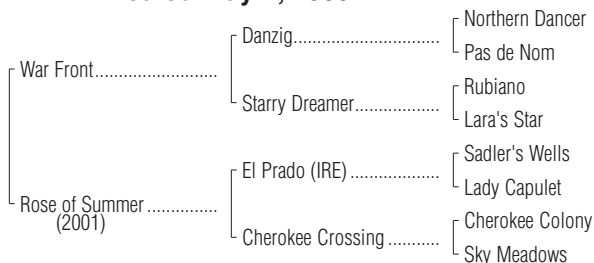 Northern Dancer
Danzig
Pas de Nom
War Front
Rubiano
Starry Dreamer
Lara's Star
Sadler's Wells
El Prado (IRE)
Lady Capulet
Rose of Summer
(2001)
Cherokee Colony
Cherokee Crossing
Sky Meadows